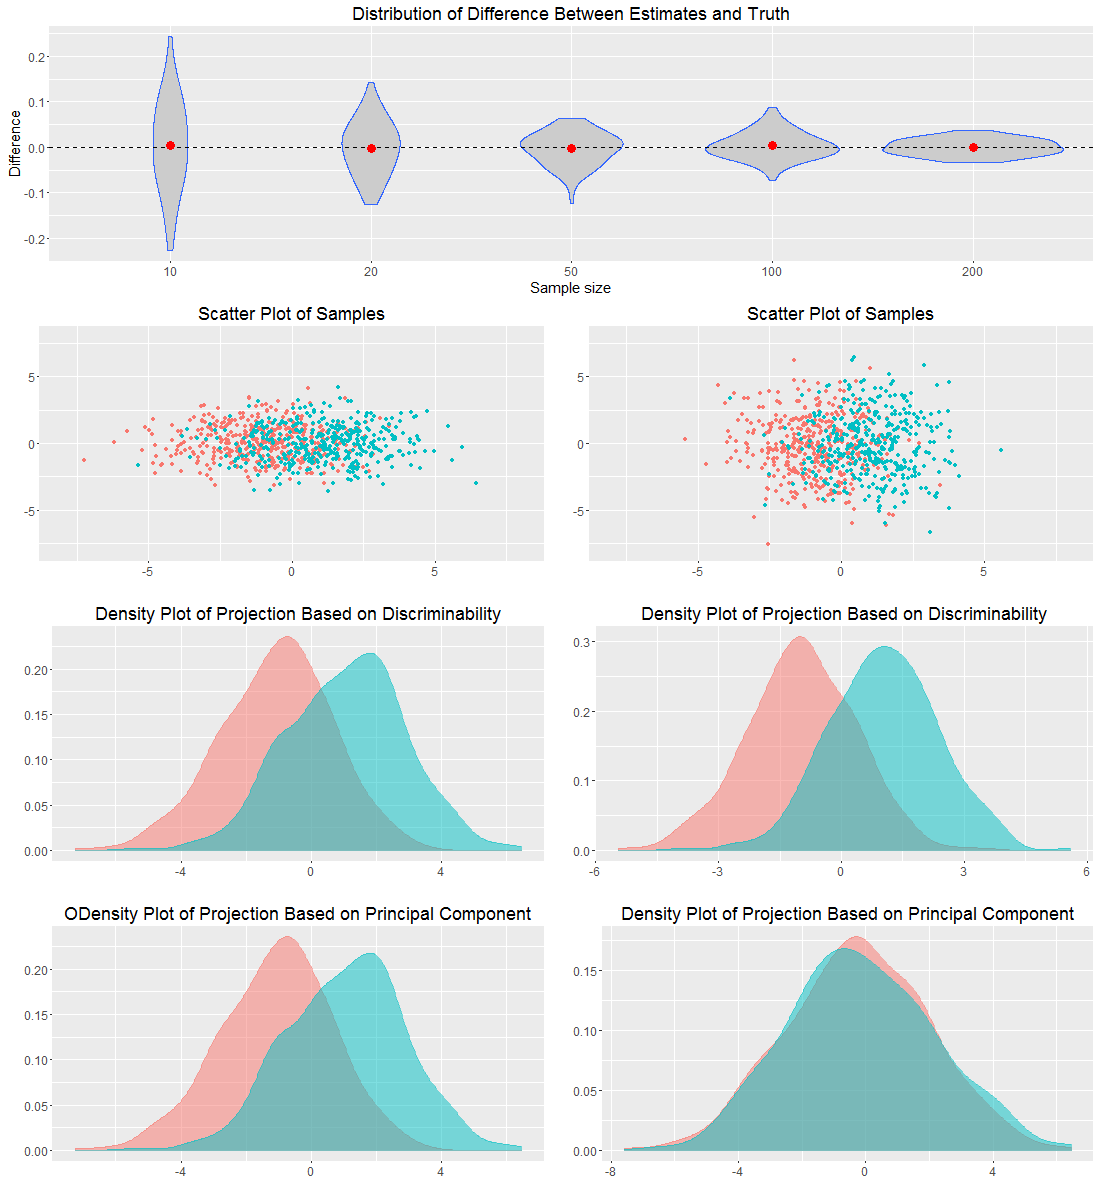 Distribution of Difference Between Estimates and Truth
Difference
0.2
0.1
0.0
-0.1
-0.2
10 20 50 100 200
Sample size
Scatter Plot of Samples
5
0
-5
-5 0 5
Scatter Plot of Samples
5
0
-5
-5 0 5
Density Plot of Projection Based on Discriminability
0.20
0.15
0.10
0.05
0.00
-4 0 4
Density Plot of Projection Based on Discriminability
0.3
0.2
0.1
0.0
-6 -3 0 3 6
ODensity Plot of Projection Based on Principal Component
0.20
0.15
0.10
0.05
0.00
-4 0 4
Density Plot of Projection Based on Principal Component
0.15
0.10
0.05
0.00
-8 -4 0 4